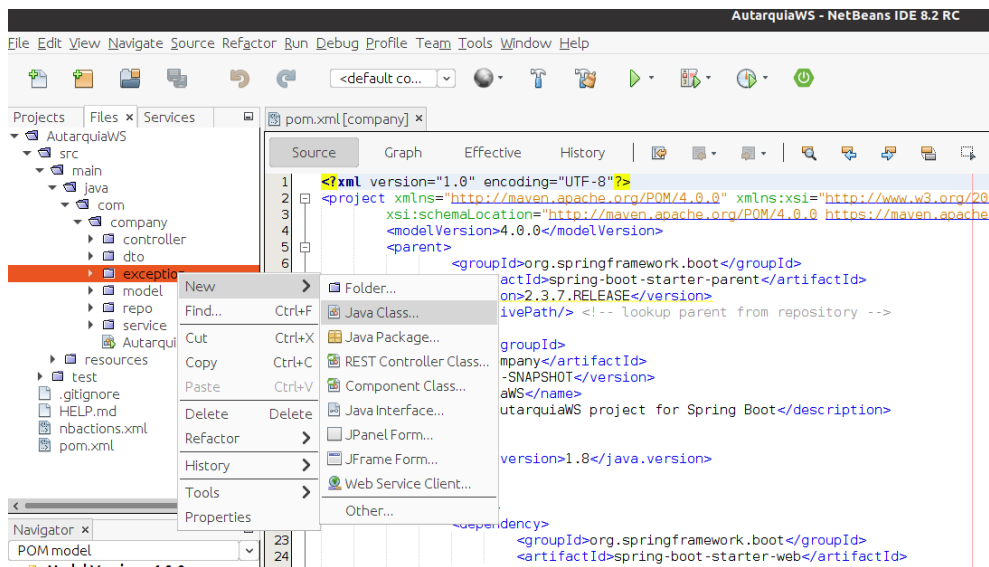 AutarquiaWS - NetBeans IDE 8.2 RC
File Edit View Navigate Source Refactor Run Debug Profile Team Tools Window Help
<default co...
Projects Files × Services
pom.xml [company] ×
AutarquiaWS
src
main
java
com
company
controller
dto
exception
model
repo
service
Autarqui
resources
test
.gitignore
HELP.md
nbactions.xml
pom.xml
New
Find... Ctrl+F
Cut Ctrl+X
Copy Ctrl+C
Paste Ctrl+V
Delete Delete
Refactor
History
Tools
Properties
Folder...
Java Class...
Java Package...
REST Controller Class...
Component Class...
Java Interface...
JPanel Form...
JFrame Form...
Web Service Client...
Other...
Source Graph Effective History
1 <?xml version="1.0" encoding="UTF-8"?>
2 <project xmlns="http://maven.apache.org/POM/4.0.0" xmlns:xsi="http://www.w3.org/20
3 xsi:schemaLocation="http://maven.apache.org/POM/4.0.0 https://maven.apache
4 <modelVersion>4.0.0</modelVersion>
5 <parent>
6 <groupId>org.springframework.boot</groupId>
actId>spring-boot-starter-parent</artifactId>
on>2.3.7.RELEASE</version>
ivePath/> <!-- lookup parent from repository -->
groupId>
mpany</artifactId>
-SNAPSHOT</version>
aWS</name>
utarquiaWS project for Spring Boot</description>
version>1.8</java.version>
<dependency>
23 <groupId>org.springframework.boot</groupId>
24 <artifactId>spring-boot-starter-web</artifactId>
Navigator ×
POM model